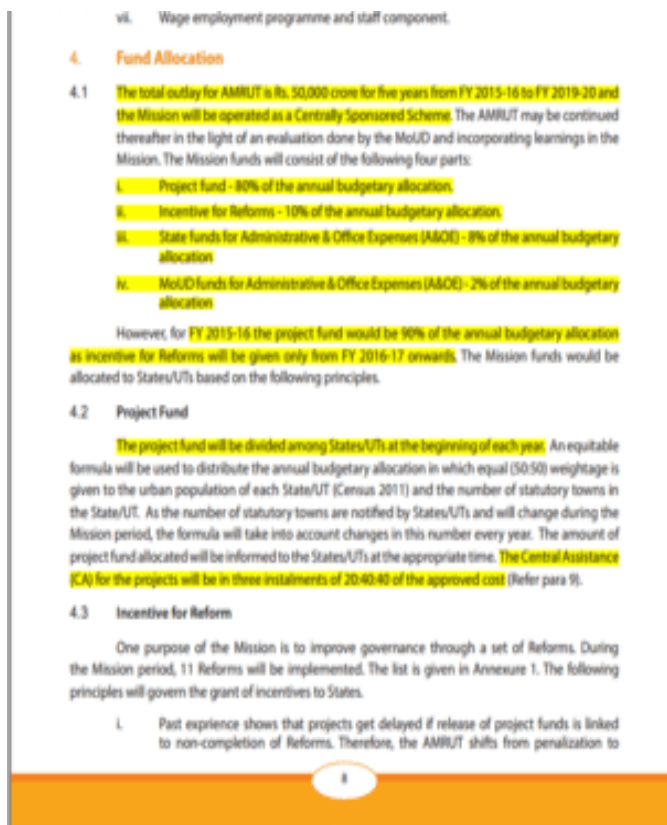 vii. Wage employment programme and staff component.
4. Fund Allocation
4.1 The total outlay for AMRUT is Rs. 50,000 crore for five years from FY 2015-16 to FY 2019-20 and
the Mission will be operated as a Centrally Sponsored Scheme. The AMRUT may be continued
thereafter in the light of an evaluation done by the MoUD and incorporating learnings in the
Mission. The Mission funds will consist of the following four parts:
i. Project fund - 80% of the annual budgetary allocation.
ii. Incentive for Reforms - 10% of the annual budgetary allocation.
iii. State funds for Administrative & Office Expenses (A&OE) - 8% of the annual budgetary
allocation
iv. MoUD funds for Administrative & Office Expenses (A&OE) - 2% of the annual budgetary
allocation
However, for FY 2015-16 the project fund would be 90% of the annual budgetary allocation
as incentive for Reforms will be given only from FY 2016-17 onwards. The Mission funds would be
allocated to States/UTs based on the following principles.
4.2 Project Fund
The project fund will be divided among States/UTs at the beginning of each year. An equitable
formula will be used to distribute the annual budgetary allocation in which equal (50:50) weightage is
given to the urban population of each State/UT (Census 2011) and the number of statutory towns in
the State/UT. As the number of statutory towns are notified by States/UTs and will change during the
Mission period, the formula will take into account changes in this number every year. The amount of
project fund allocated will be informed to the States/UTs at the appropriate time. The Central Assistance
(CA) for the projects will be in three instalments of 20:40:40 of the approved cost (Refer para 9).
4.3 Incentive for Reform
One purpose of the Mission is to improve governance through a set of Reforms. During
the Mission period, 11 Reforms will be implemented. The list is given in Annexure 1. The following
principles will govern the grant of incentives to States.
i. Past exprience shows that projects get delayed if release of project funds is linked
to non-completion of Reforms. Therefore, the AMRUT shifts from penalization to
8